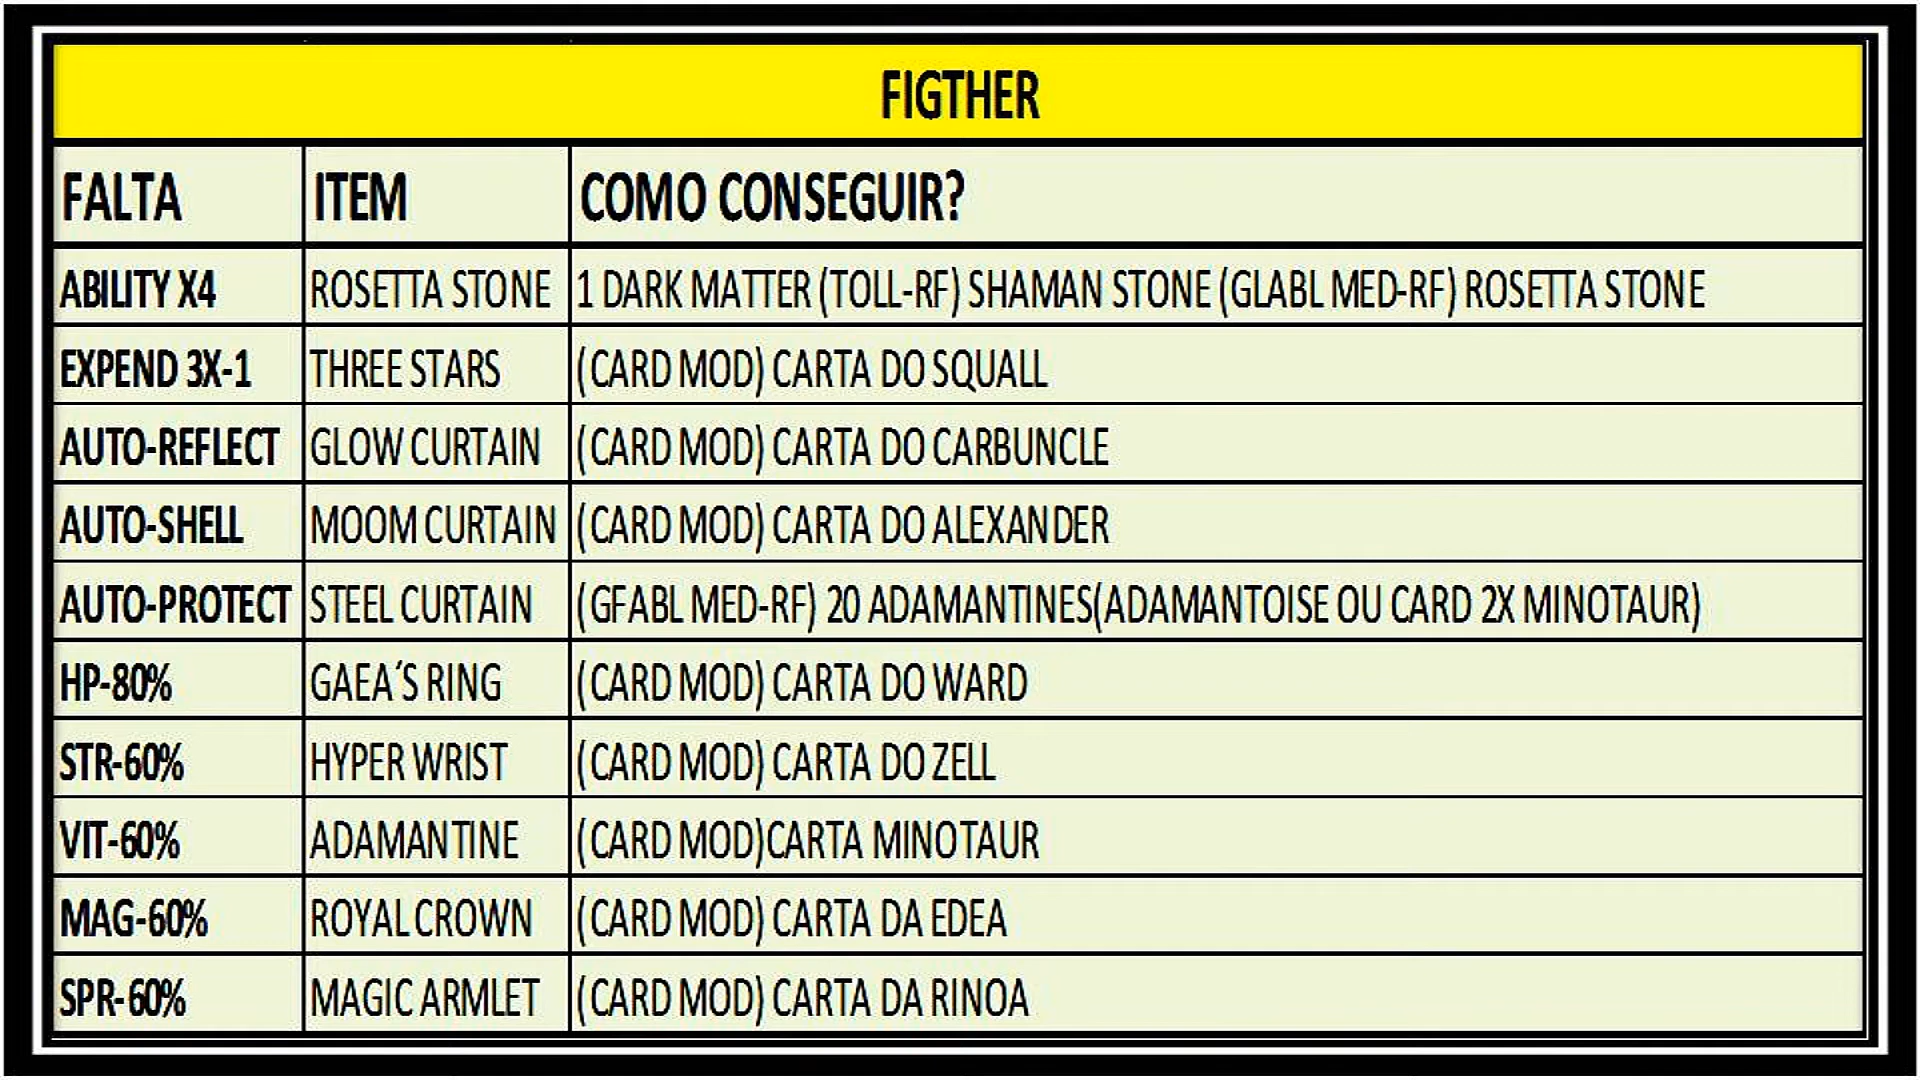 FIGTHER
FALTA ITEM COMO CONSEGUIR?
ABILITY X4 ROSETTA STONE 1 DARK MATTER (TOLL-RF) SHAMAN STONE (GLABL MED-RF) ROSETTA STONE
EXPEND 3X-1 THREE STARS (CARD MOD) CARTA DO SQUALL
AUTO-REFLECT GLOW CURTAIN (CARD MOD) CARTA DO CARBUNCLE
AUTO-SHELL MOOM CURTAIN (CARD MOD) CARTA DO ALEXANDER
AUTO-PROTECT STEEL CURTAIN (GFABL MED-RF) 20 ADAMANTINES(ADAMANTOISE OU CARD 2X MINOTAUR)
HP-80% GAEA´S RING (CARD MOD) CARTA DO WARD
STR-60% HYPER WRIST (CARD MOD) CARTA DO ZELL
VIT-60% ADAMANTINE (CARD MOD)CARTA MINOTAUR
MAG-60% ROYAL CROWN (CARD MOD) CARTA DA EDEA
SPR-60% MAGIC ARMLET (CARD MOD) CARTA DA RINOA